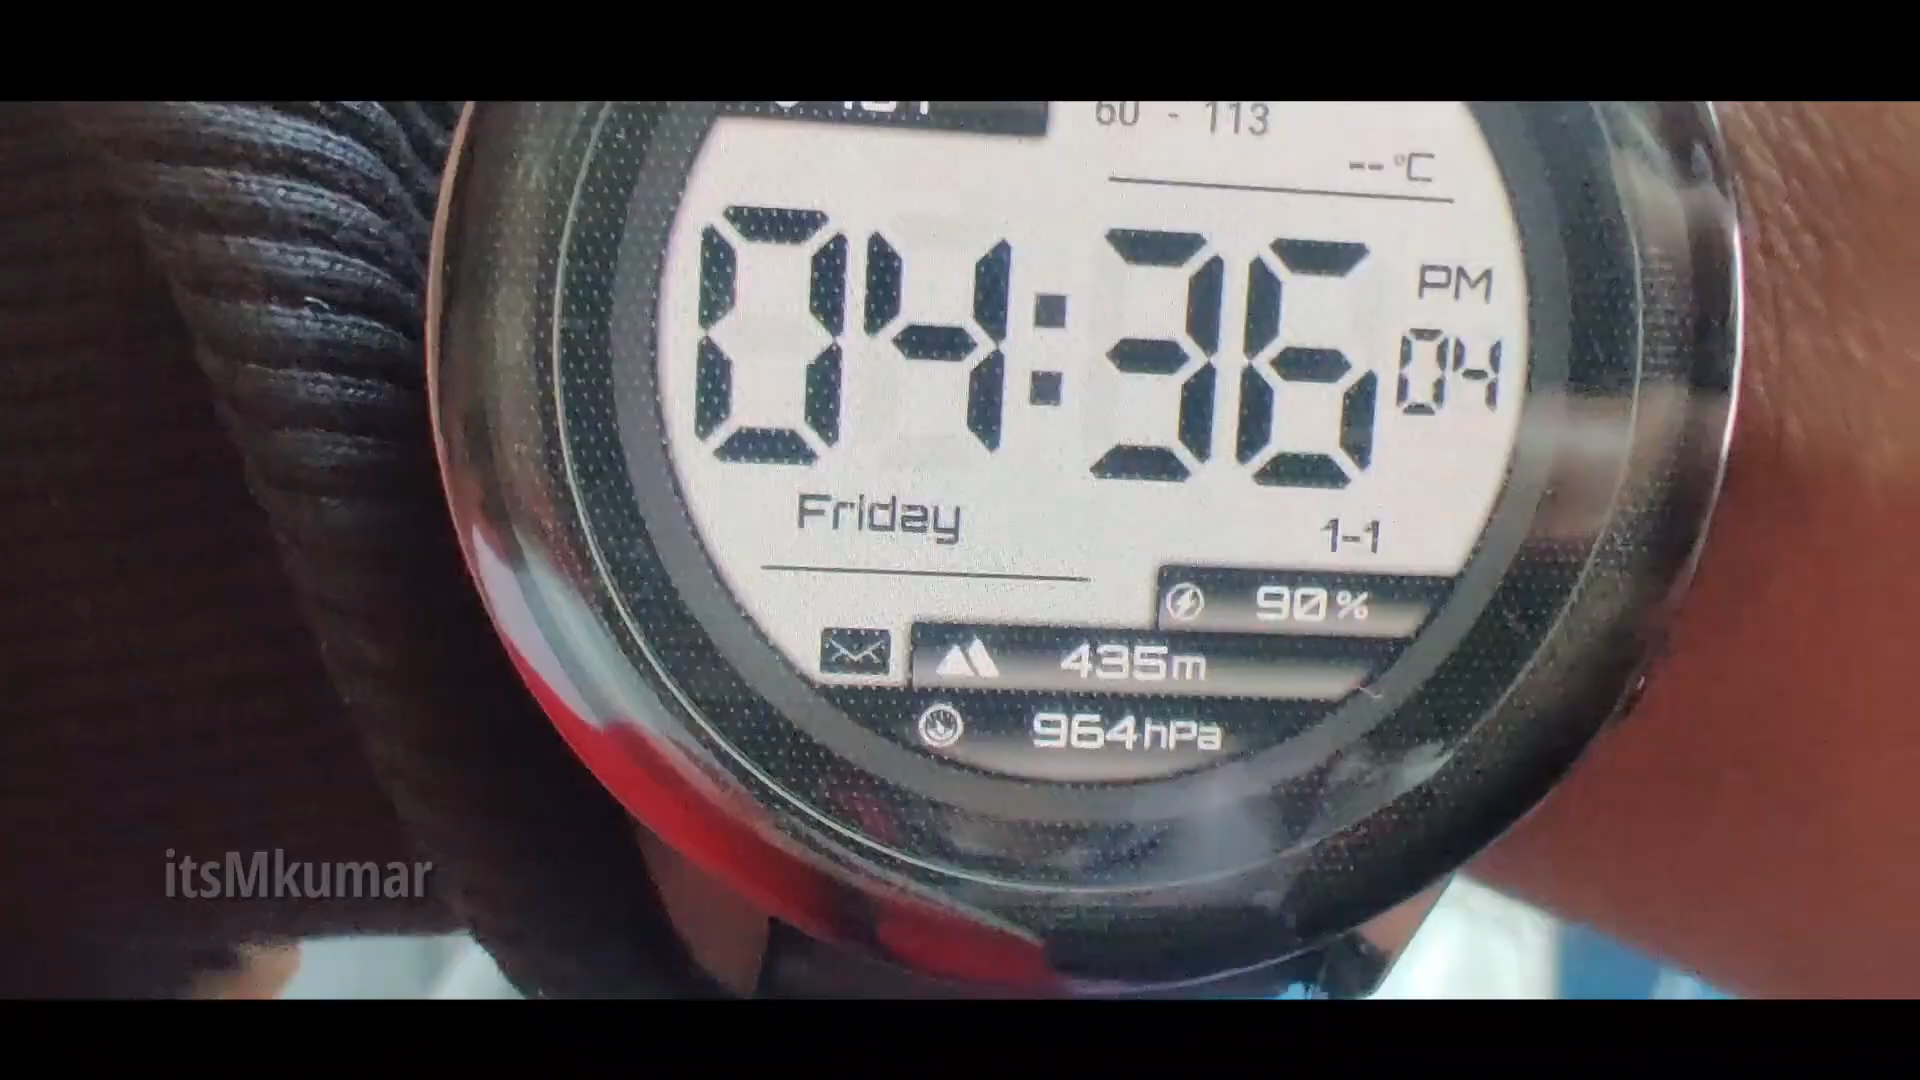 60 - 113
--°C
04:36
PM
04
Friday
1-1
90%
435m
964hPa
itsMkumar